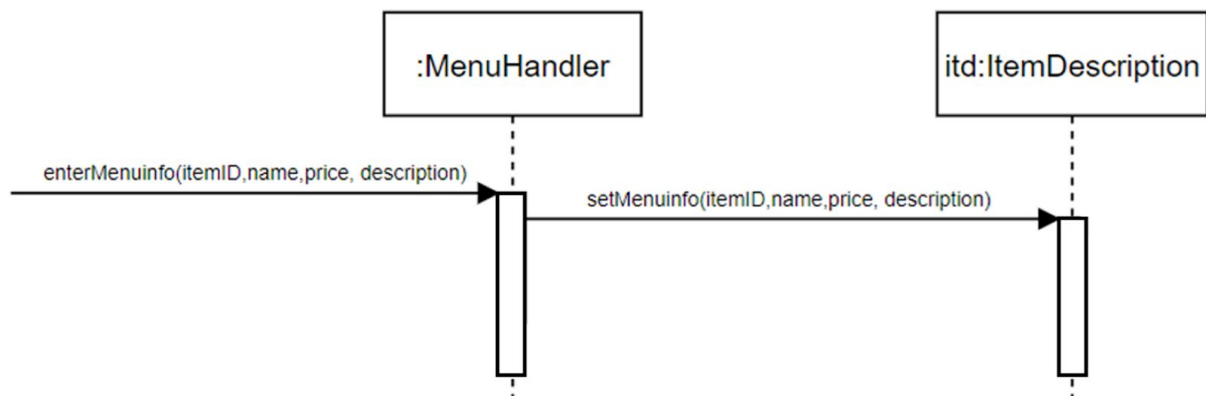 :MenuHandler
itd:ItemDescription
enterMenuinfo(itemID,name,price, description)
setMenuinfo(itemID,name,price, description)